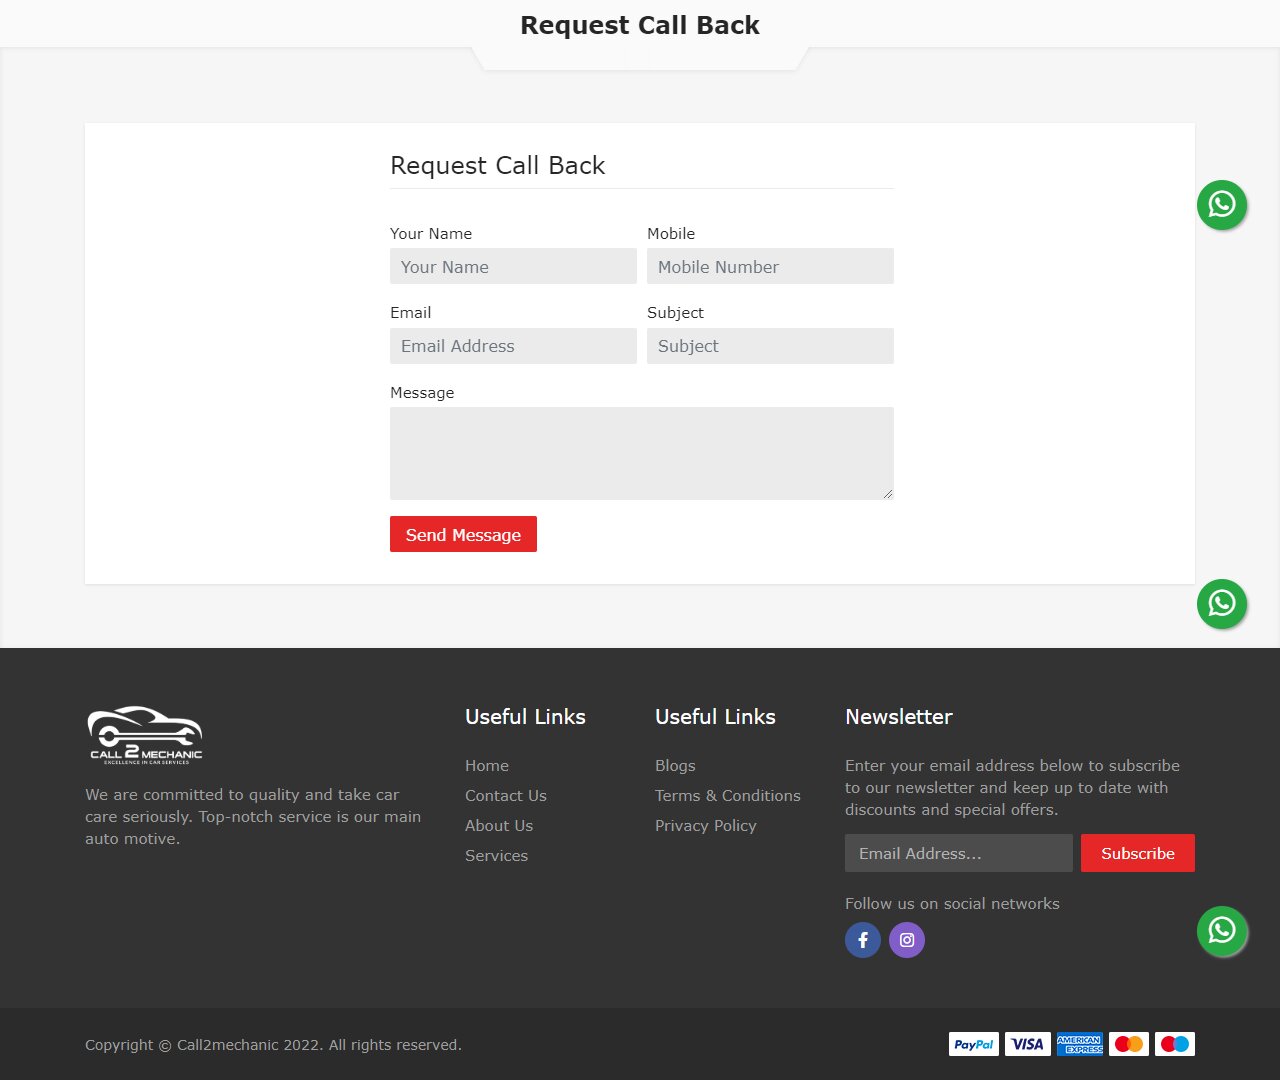 Request Call Back
Request Call Back
Your Name
Mobile
Your Name
Mobile Number
Email
Subject
Email Address
Subject
Message
Send Message
CALL 2 MECHANIC
EXCELLENCE IN CAR SERVICES
We are committed to quality and take car
care seriously. Top-notch service is our main
auto motive.
Useful Links
Home
Contact Us
About Us
Services
Useful Links
Blogs
Terms & Conditions
Privacy Policy
Newsletter
Enter your email address below to subscribe
to our newsletter and keep up to date with
discounts and special offers.
Email Address...
Subscribe
Follow us on social networks
Copyright © Call2mechanic 2022. All rights reserved.
PayPal
VISA
AMERICAN
EXPRESS